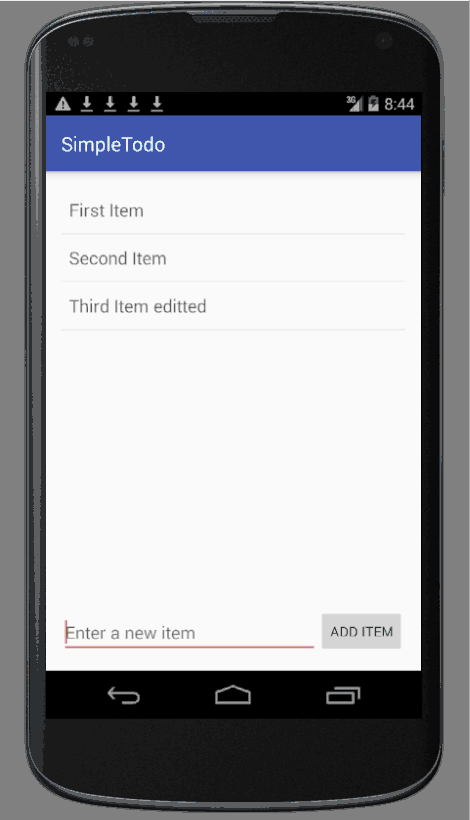 3G 8:44
SimpleTodo
First Item
Second Item
Third Item editted
Enter a new item ADD ITEM